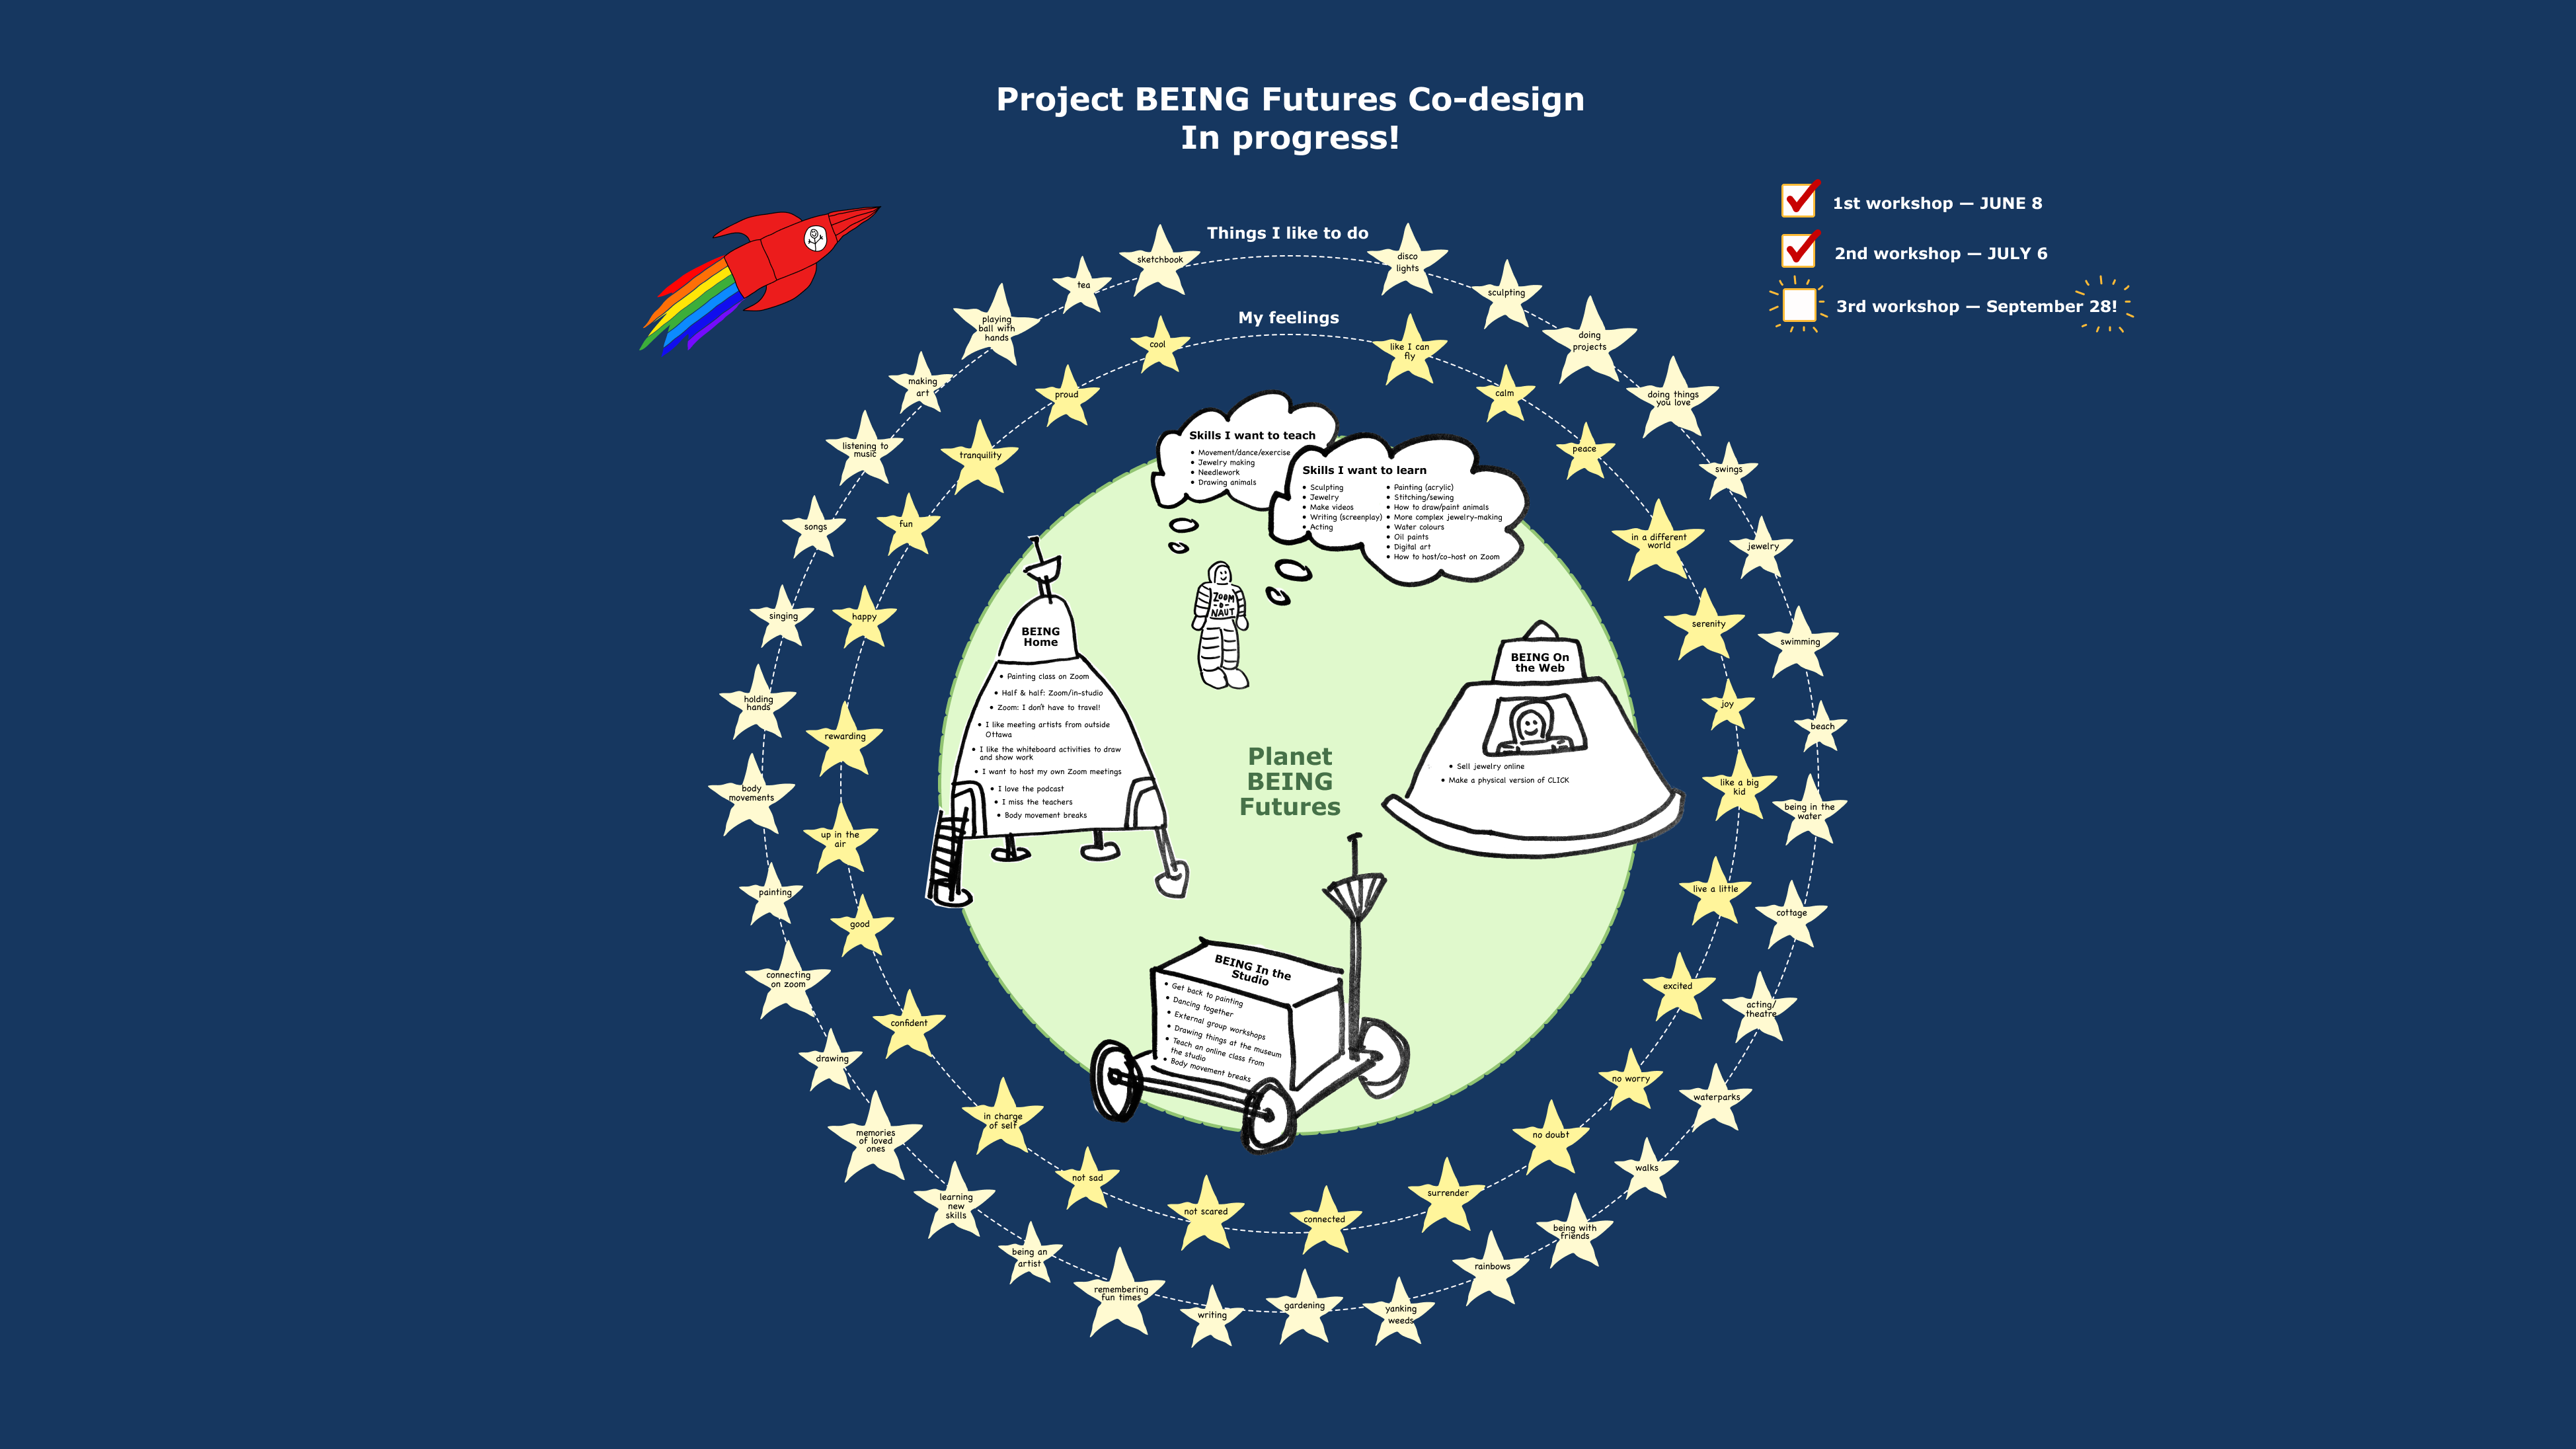 Project BEING Futures Co-design
In progress!
1st workshop — JUNE 8
2nd workshop — JULY 6
3rd workshop — September 28!
Things I like to do
disco
lights
sculpting
doing
projects
doing things
you love
swings
jewelry
swimming
beach
being in the
water
cottage
acting/
theatre
waterparks
walks
being with
friends
rainbows
yanking
weeds
gardening
writing
remembering
fun times
being an
artist
learning
new
skills
memories
of loved
ones
drawing
connecting
on zoom
painting
body
movements
holding
hands
singing
songs
listening to
music
making
art
playing
ball with
hands
tea
sketchbook
My feelings
like I can
fly
calm
peace
in a different
world
serenity
joy
like a big
kid
live a little
excited
no worry
no doubt
surrender
connected
not scared
not sad
in charge
of self
confident
good
up in the
air
rewarding
happy
fun
tranquility
proud
cool
Skills I want to teach
• Movement/dance/exercise
• Jewelry making
• Needlework
• Drawing animals
Skills I want to learn
• Sculpting
• Jewelry
• Make videos
• Writing (screenplay)
• Acting
• Painting (acrylic)
• Stitching/sewing
• How to draw/paint animals
• More complex jewelry-making
• Water colours
• Oil paints
• Digital art
• How to host/co-host on Zoom
ZOOM
-O-
NAUT
BEING
Home
• Painting class on Zoom
• Half & half: Zoom/in-studio
• Zoom: I don't have to travel!
• I like meeting artists from outside
Ottawa
• I like the whiteboard activities to draw
and show work
• I want to host my own Zoom meetings
• I love the podcast
• I miss the teachers
• Body movement breaks
BEING On
the Web
• Sell jewelry online
• Make a physical version of CLICK
Planet
BEING
Futures
BEING In the
Studio
• Get back to painting
• Dancing together
• External group workshops
• Drawing things at the museum
• Teach an online class from
the studio
• Body movement breaks